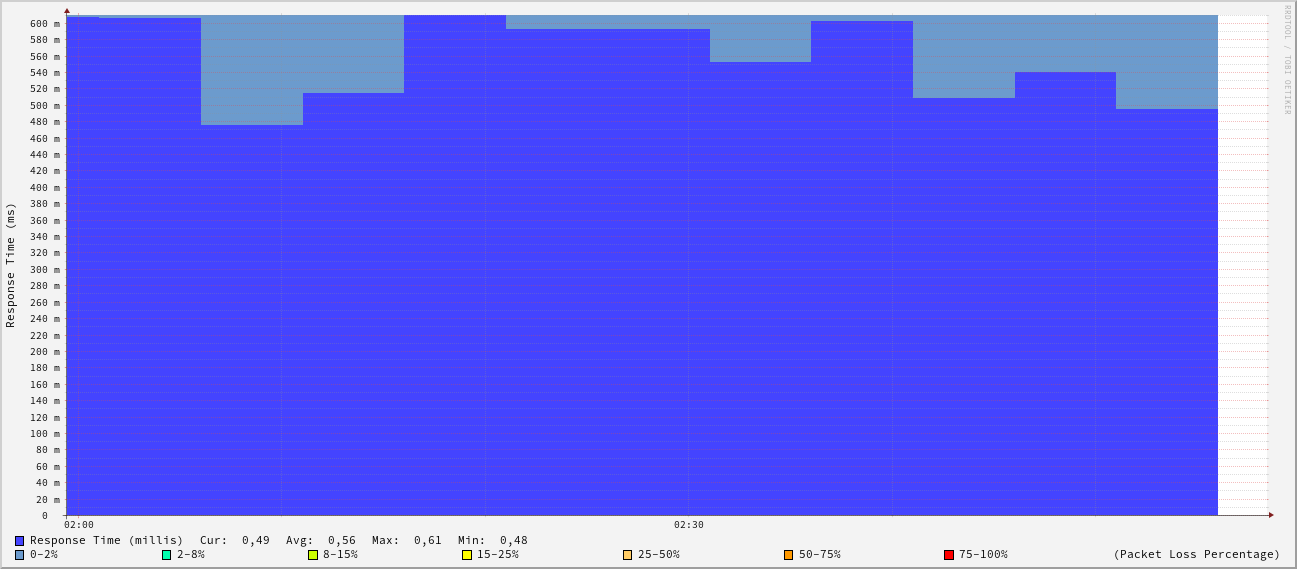 RRDTOOL / TOBI OETIKER
Response Time (ms)
600 m
580 m
560 m
540 m
520 m
500 m
480 m
460 m
440 m
420 m
400 m
380 m
360 m
340 m
320 m
300 m
280 m
260 m
240 m
220 m
200 m
180 m
160 m
140 m
120 m
100 m
80 m
60 m
40 m
20 m
0
02:00 02:30
Response Time (millis) Cur: 0,49 Avg: 0,56 Max: 0,61 Min: 0,48
0-2% 2-8% 8-15% 15-25% 25-50% 50-75% 75-100% (Packet Loss Percentage)